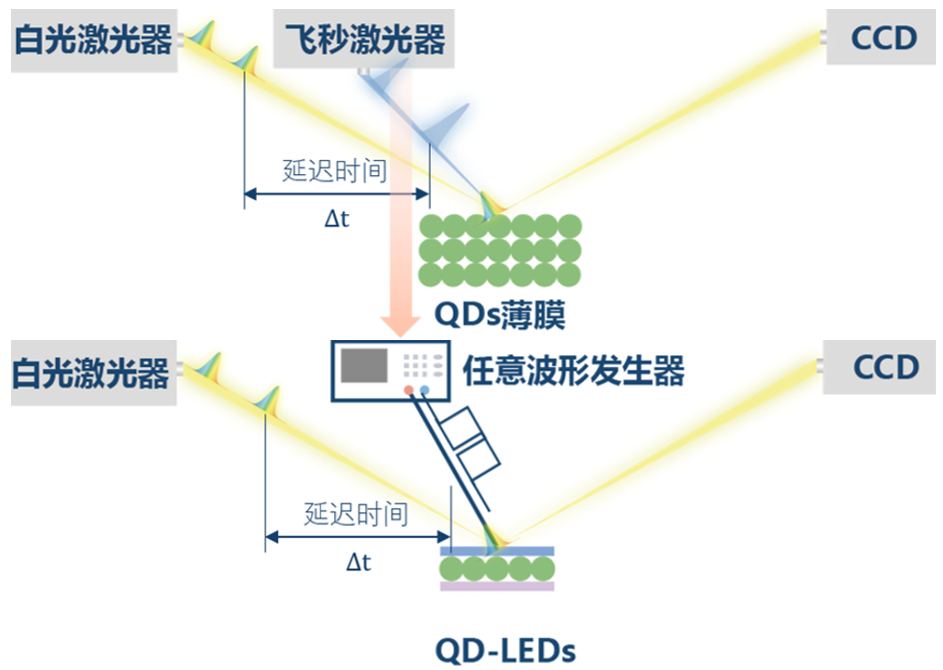 白光激光器
飞秒激光器
CCD
延迟时间
Δt
QDs薄膜
白光激光器
任意波形发生器
CCD
延迟时间
Δt
QD-LEDs